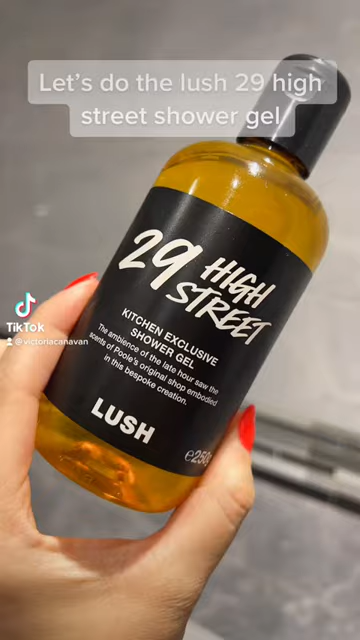 Let's do the lush 29 high
street shower gel
29 HIGH
STREET
KITCHEN EXCLUSIVE
SHOWER GEL
The ambience of the late hour saw the
scents of Poole's original shop embodied
in this bespoke creation.
LUSH
e250g
TikTok
@victoriacanavan